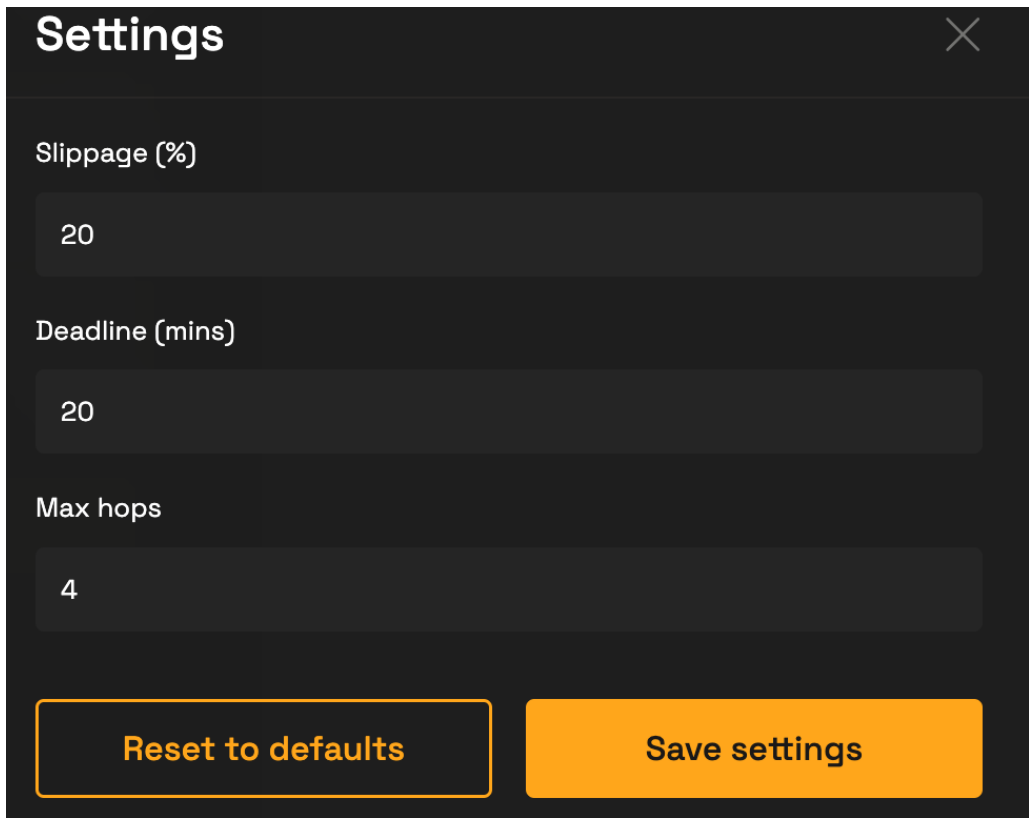 Settings
Slippage (%)
20
Deadline (mins)
20
Max hops
4
Reset to defaults
Save settings